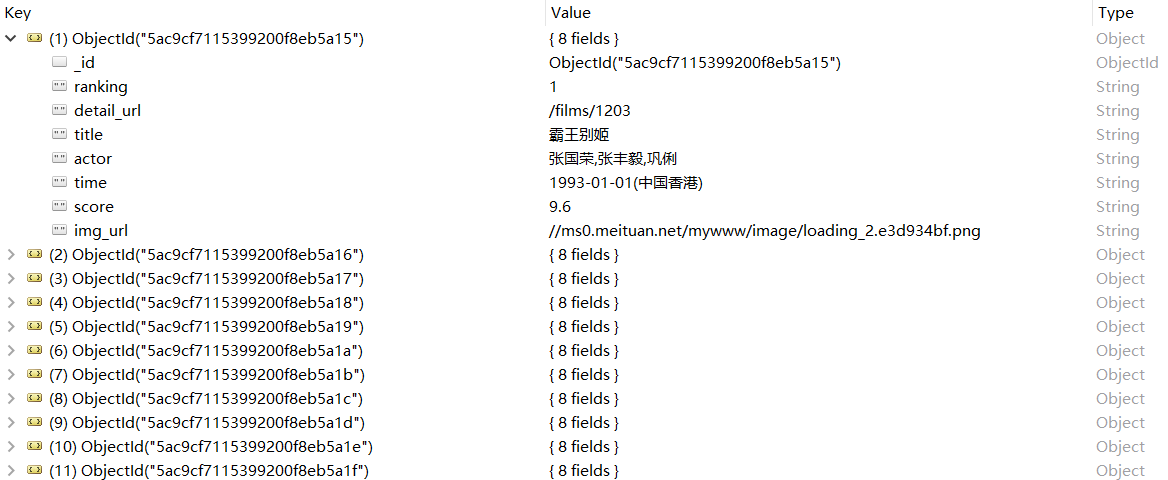 Key Value Type
(1) ObjectId("5ac9cf7115399200f8eb5a15") { 8 fields } Object
_id ObjectId("5ac9cf7115399200f8eb5a15") ObjectId
ranking 1 String
detail_url /films/1203 String
title 霸王别姬 String
actor 张国荣,张丰毅,巩俐 String
time 1993-01-01(中国香港) String
score 9.6 String
img_url //ms0.meituan.net/mywww/image/loading_2.e3d934bf.png String
(2) ObjectId("5ac9cf7115399200f8eb5a16") { 8 fields } Object
(3) ObjectId("5ac9cf7115399200f8eb5a17") { 8 fields } Object
(4) ObjectId("5ac9cf7115399200f8eb5a18") { 8 fields } Object
(5) ObjectId("5ac9cf7115399200f8eb5a19") { 8 fields } Object
(6) ObjectId("5ac9cf7115399200f8eb5a1a") { 8 fields } Object
(7) ObjectId("5ac9cf7115399200f8eb5a1b") { 8 fields } Object
(8) ObjectId("5ac9cf7115399200f8eb5a1c") { 8 fields } Object
(9) ObjectId("5ac9cf7115399200f8eb5a1d") { 8 fields } Object
(10) ObjectId("5ac9cf7115399200f8eb5a1e") { 8 fields } Object
(11) ObjectId("5ac9cf7115399200f8eb5a1f") { 8 fields } Object